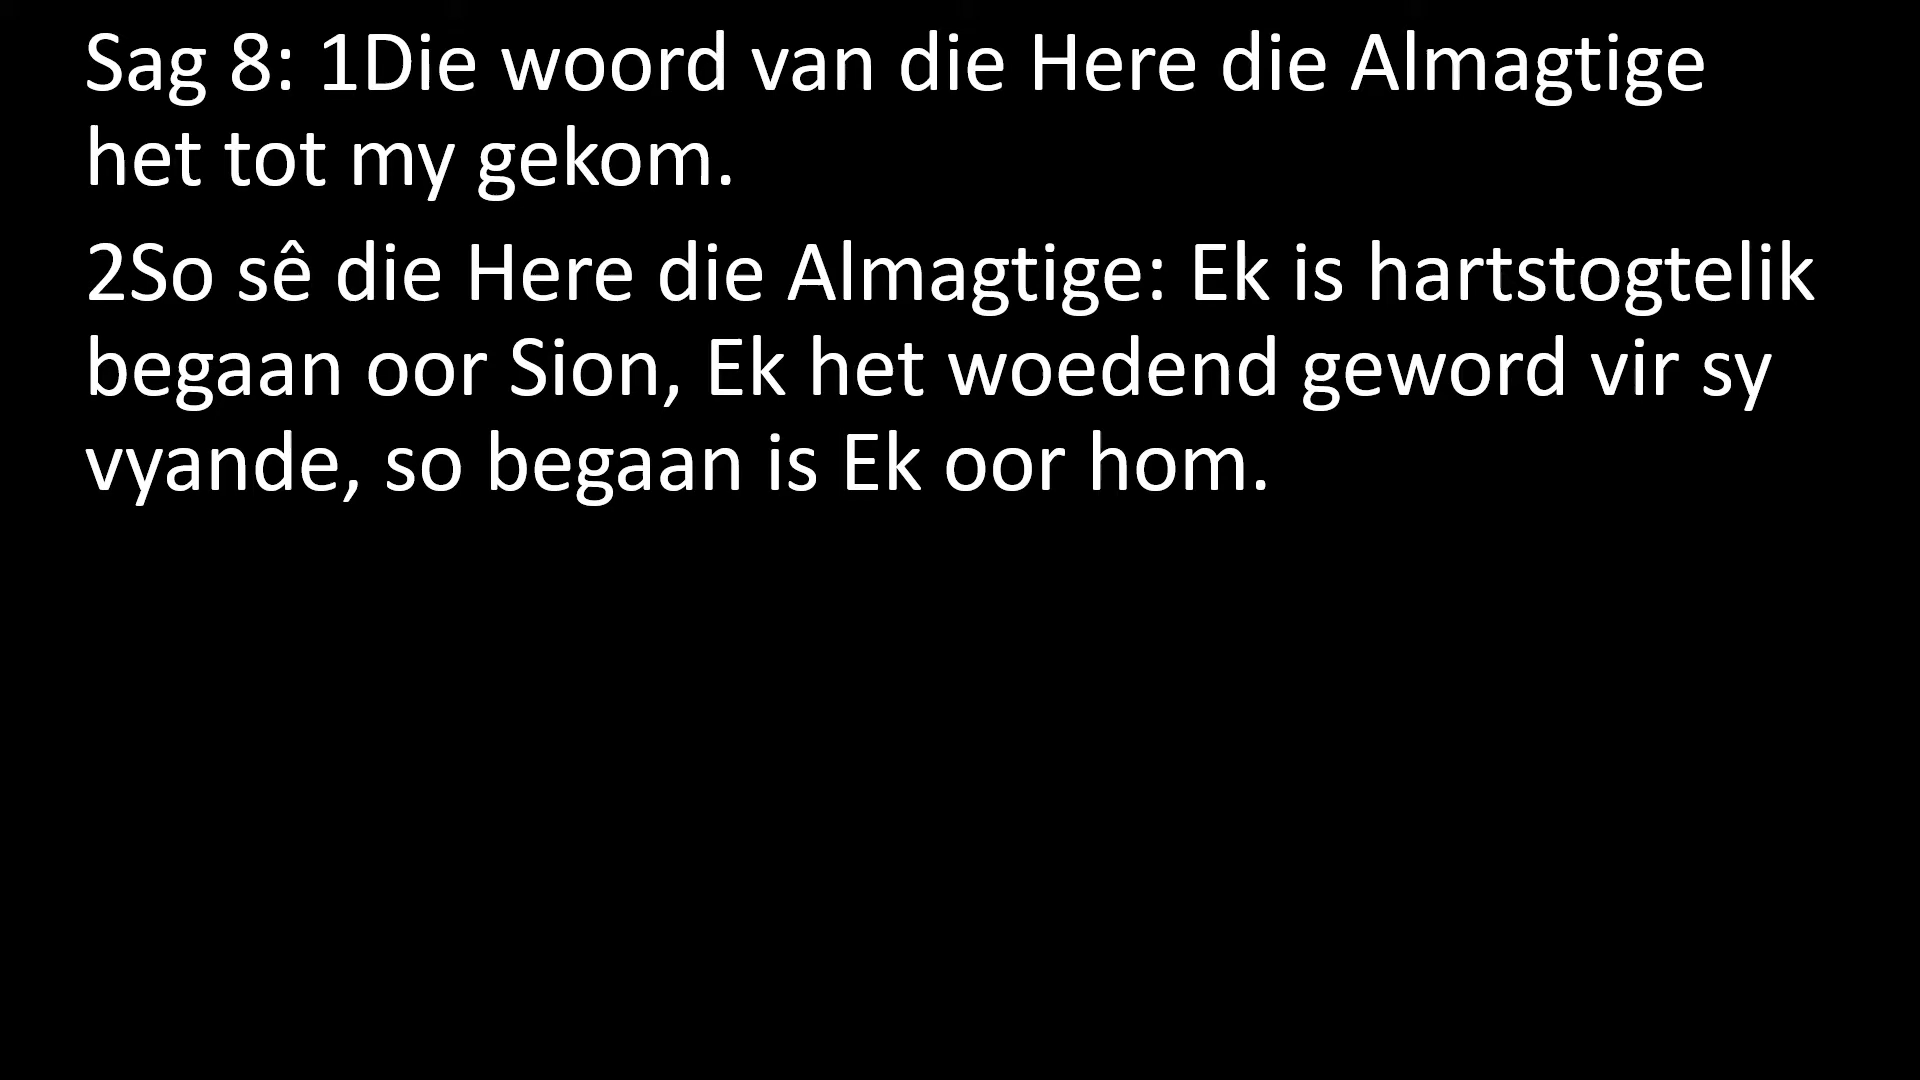 Sag 8: 1Die woord van die Here die Almagtige
het tot my gekom.
2So sê die Here die Almagtige: Ek is hartstogtelik
begaan oor Sion, Ek het woedend geword vir sy
vyande, so begaan is Ek oor hom.